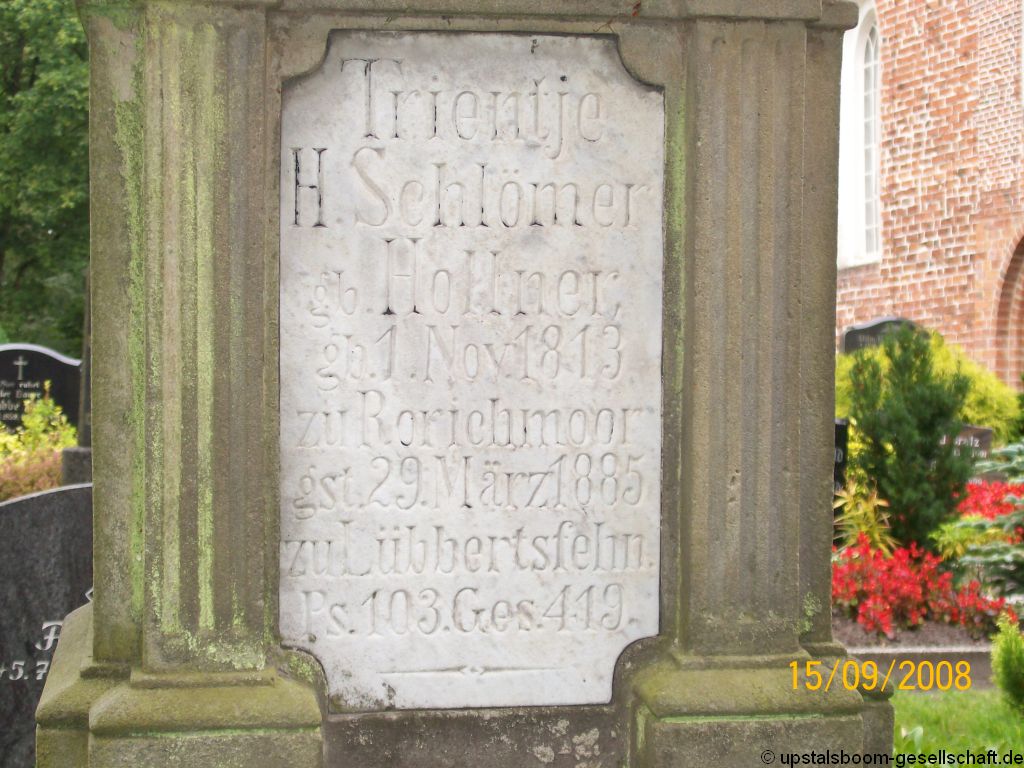 Trientje
H. Schlömer
gb. Hollner,
gb. 1. Nov. 1813
zu Rorichmoor
gst. 29. März 1885
zu Lübbertsfehn.
Ps. 103. Ges. 419.
15/09/2008
© upstalsboom-gesellschaft.de